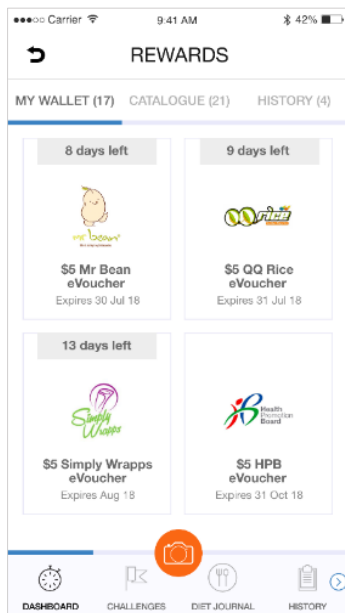 Carrier 9:41 AM 42%
REWARDS
MY WALLET (17) CATALOGUE (21) HISTORY (4)
8 days left
mr bean
$5 Mr Bean
eVoucher
Expires 30 Jul 18
9 days left
QQ rice
$5 QQ Rice
eVoucher
Expires 31 Jul 18
13 days left
Simply
Wrapps
$5 Simply Wrapps
eVoucher
Expires Aug 18
Health
Promotion
Board
$5 HPB
eVoucher
Expires 31 Oct 18
DASHBOARD CHALLENGES DIET JOURNAL HISTORY